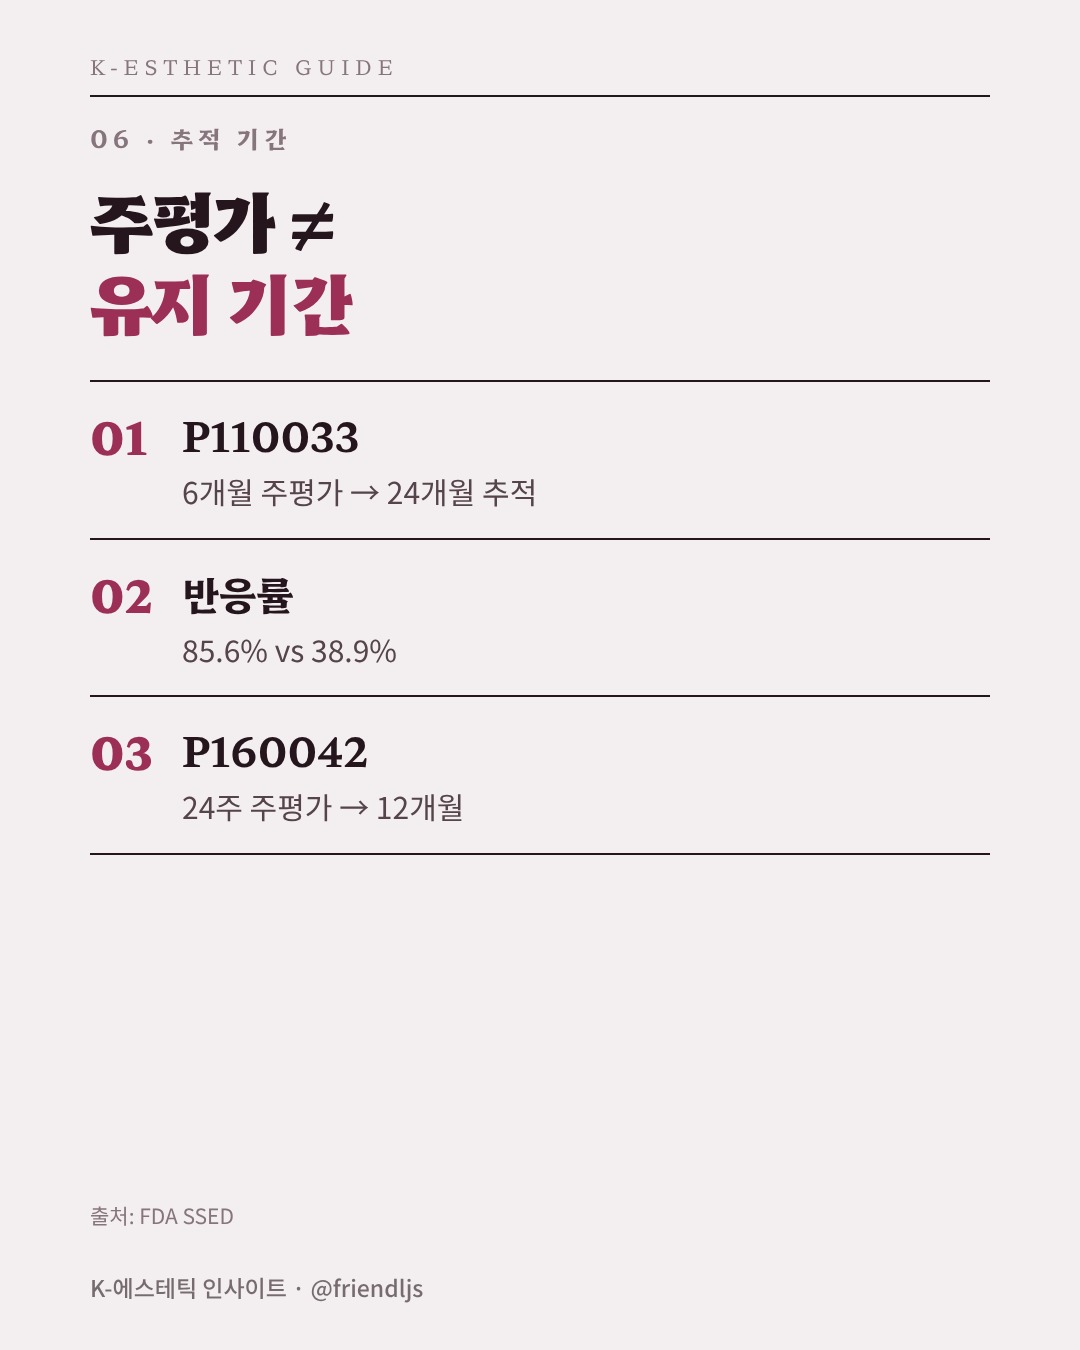 K-ESTHETIC GUIDE
06 · 추적 기간
주평가 ≠
유지 기간
01 P110033
6개월 주평가 → 24개월 추적
02 반응률
85.6% vs 38.9%
03 P160042
24주 주평가 → 12개월
출처: FDA SSED
K-에스테틱 인사이트 · @friendljs